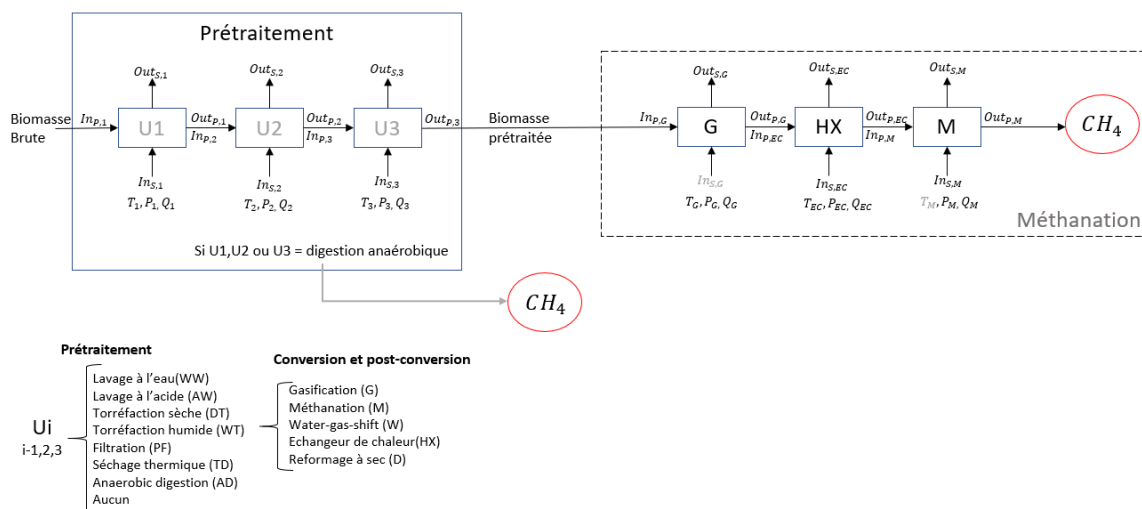 Prétraitement
Out_{S,1} Out_{S,2} Out_{S,3} Out_{S,G} Out_{S,EC} Out_{S,M}
Biomasse Brute In_{P,1} U1 Out_{P,1} In_{P,2} U2 Out_{P,2} In_{P,3} U3 Out_{P,3} Biomasse prétraitée In_{P,G} G Out_{P,G} In_{P,EC} HX Out_{P,EC} In_{P,M} M Out_{P,M} CH_4
In_{S,1} In_{S,2} In_{S,3} In_{S,G} In_{S,EC} In_{S,M}
T_1, P_1, Q_1 T_2, P_2, Q_2 T_3, P_3, Q_3 T_G, P_G, Q_G T_{EC}, P_{EC}, Q_{EC} T_M, P_M, Q_M
Méthanation
Si U1,U2 ou U3 = digestion anaérobique
CH_4
Prétraitement
Lavage à l'eau(WW)
Lavage à l'acide (AW)
Torréfaction sèche (DT)
Torréfaction humide (WT)
Filtration (PF)
Séchage thermique (TD)
Anaerobic digestion (AD)
Aucun
Ui
i-1,2,3
Conversion et post-conversion
Gasification (G)
Méthanation (M)
Water-gas-shift (W)
Echangeur de chaleur(HX)
Reformage à sec (D)